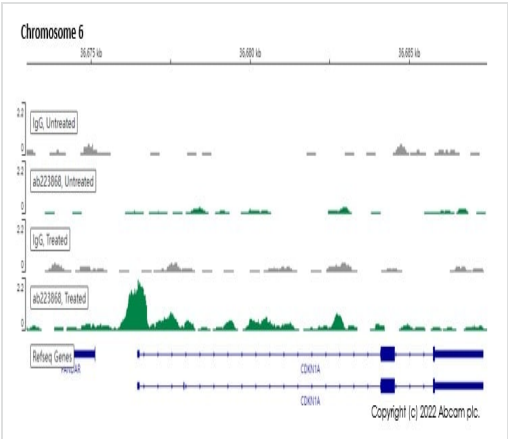 Chromosome 6
36,675 kb 36,680 kb 36,685 kb
2.2
IgG, Untreated
0
2.2
ab223868, Untreated
0
2.2
IgG, Treated
0
2.2
ab223868, Treated
0
Refseq Genes
PANDAR
CDKN1A
CDKN1A
Copyright (c) 2022 Abcam plc.